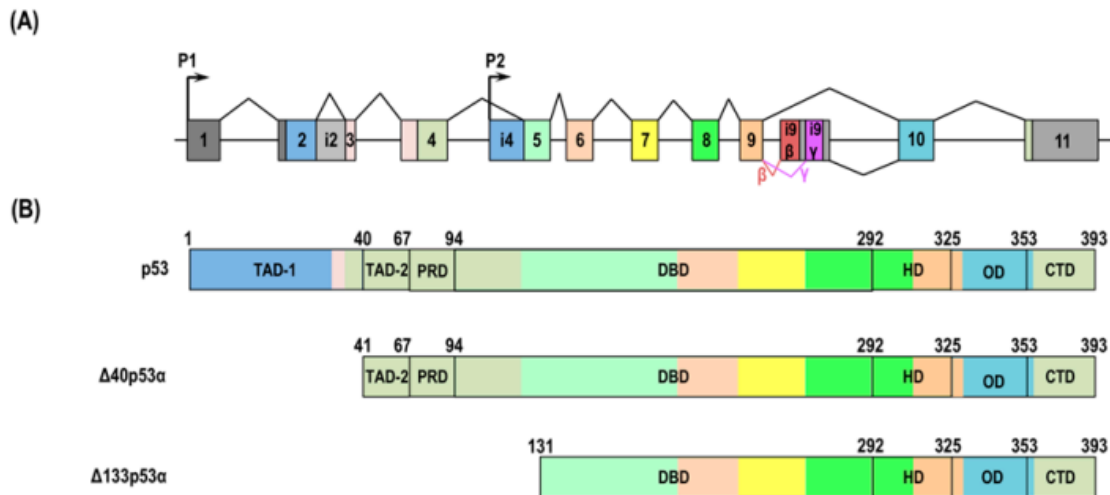 (A)
P1 P2
1 2 i2 3 4 i4 5 6 7 8 9 i9 β i9 γ 10 11
β γ
(B)
1 40 67 94 292 325 353 393
p53 TAD-1 TAD-2 PRD DBD HD OD CTD
41 67 94 292 325 353 393
Δ40p53α TAD-2 PRD DBD HD OD CTD
131 292 325 353 393
Δ133p53α DBD HD OD CTD